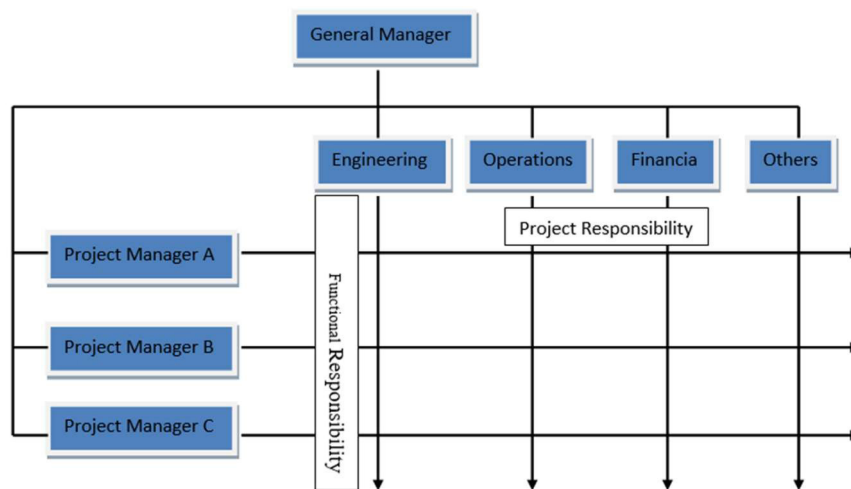 General Manager
Engineering
Operations
Financia
Others
Project Responsibility
Project Manager A
Functional Responsibility
Project Manager B
Project Manager C